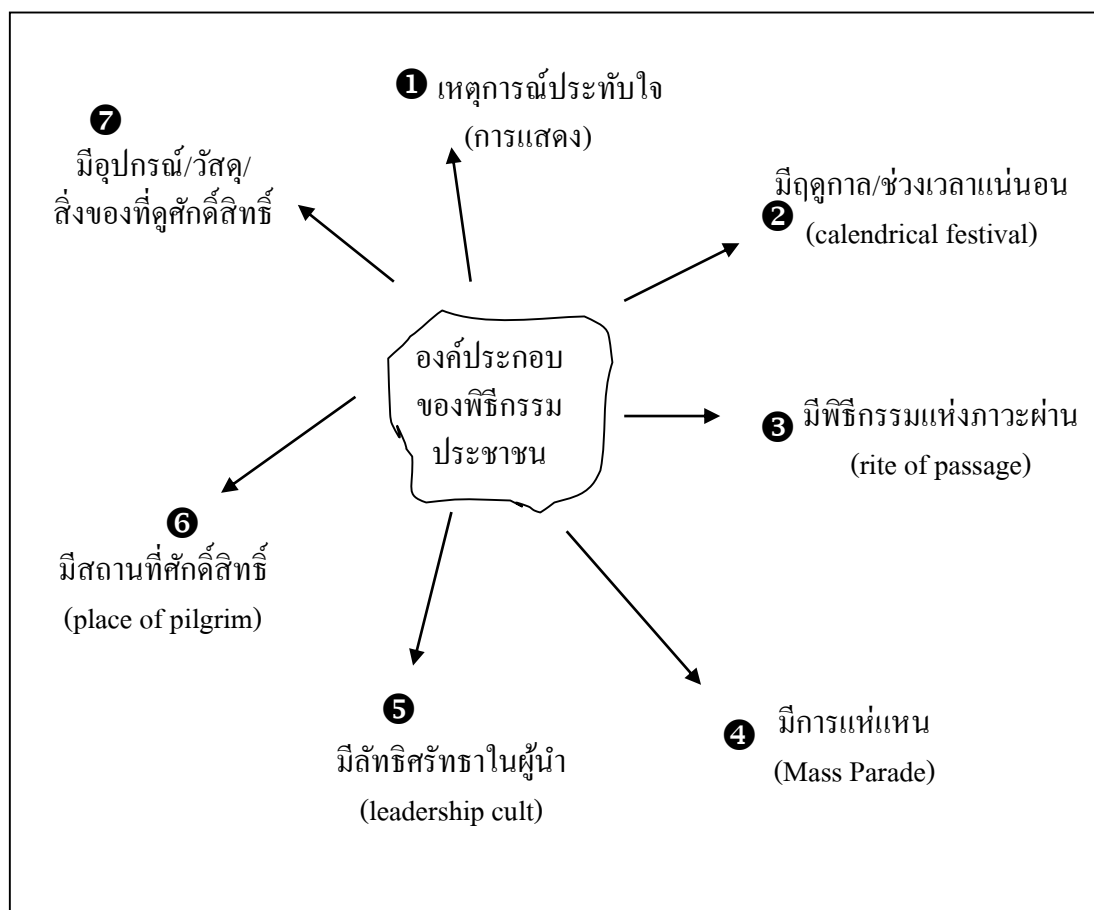 ❶ เหตุการณ์ประทับใจ
(การแสดง)
มีฤดูกาล/ช่วงเวลาแน่นอน
❷ (calendrical festival)
❸ มีพิธีกรรมแห่งภาวะผ่าน
(rite of passage)
❹ มีการแห่แหน
(Mass Parade)
❺
มีลัทธิศรัทธาในผู้นำ
(leadership cult)
❻
มีสถานที่ศักดิ์สิทธิ์
(place of pilgrim)
❼
มีอุปกรณ์/วัสดุ/
สิ่งของที่ดูศักดิ์สิทธิ์
องค์ประกอบ
ของพิธีกรรม
ประชาชน